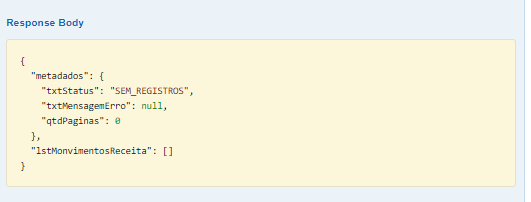 Response Body
{
"metadados": {
"txtStatus": "SEM_REGISTROS",
"txtMensagemErro": null,
"qtdPaginas": 0
},
"lstMonvimentosReceita": []
}